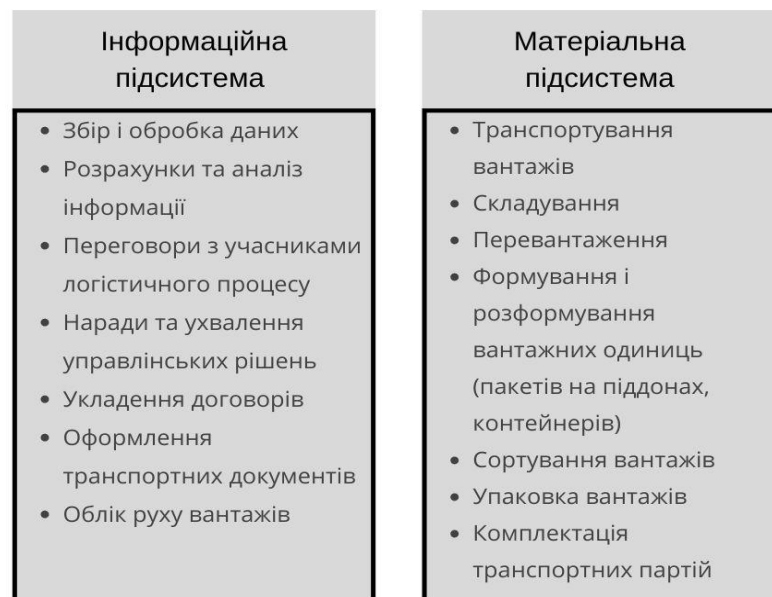 Інформаційна
підсистема
• Збір і обробка даних
• Розрахунки та аналіз
інформації
• Переговори з учасниками
логістичного процесу
• Наради та ухвалення
управлінських рішень
• Укладення договорів
• Оформлення
транспортних документів
• Облік руху вантажів
Матеріальна
підсистема
• Транспортування
вантажів
• Складування
• Перевантаження
• Формування і
розформування
вантажних одиниць
(пакетів на піддонах,
контейнерів)
• Сортування вантажів
• Упаковка вантажів
• Комплектація
транспортних партій